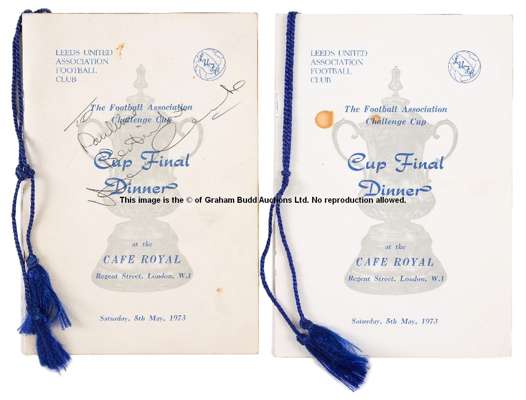 LEEDS UNITED
ASSOCIATION
FOOTBALL
CLUB
The Football Association
Challenge Cup
Cup Final
Dinner
at the
CAFE ROYAL
Regent Street, London, W.1
Saturday, 5th May, 1973
LEEDS UNITED
ASSOCIATION
FOOTBALL
CLUB
The Football Association
Challenge Cup
Cup Final
Dinner
at the
CAFE ROYAL
Regent Street, London, W.1
Saturday, 5th May, 1973
This image is the © of Graham Budd Auctions Ltd. No reproduction allowed.